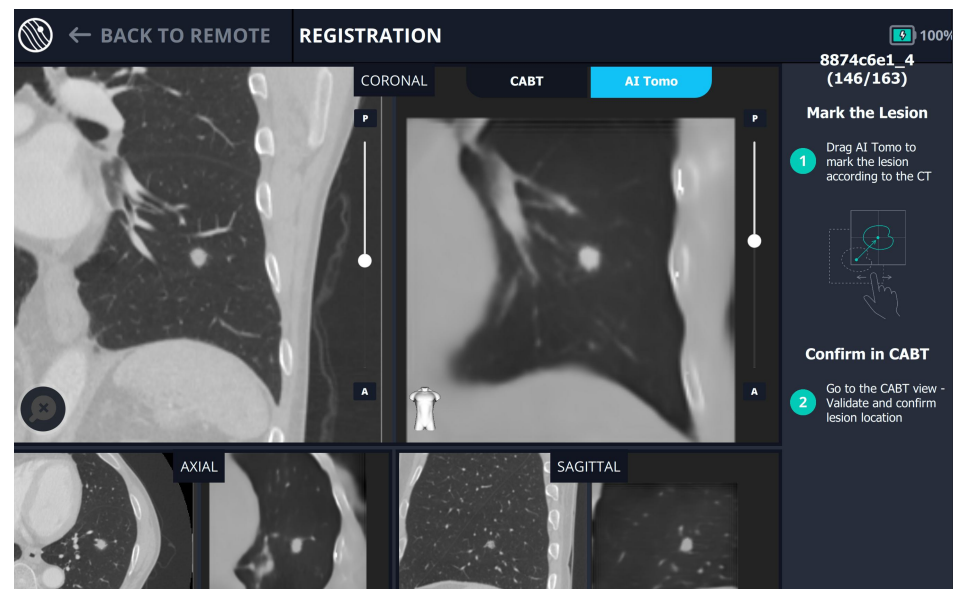 ← BACK TO REMOTE
REGISTRATION
100%
CORONAL
CABT
AI Tomo
P
A
P
A
8874c6e1_4
(146/163)
Mark the Lesion
1
Drag AI Tomo to
mark the lesion
according to the CT
Confirm in CABT
2
Go to the CABT view -
Validate and confirm
lesion location
AXIAL
SAGITTAL